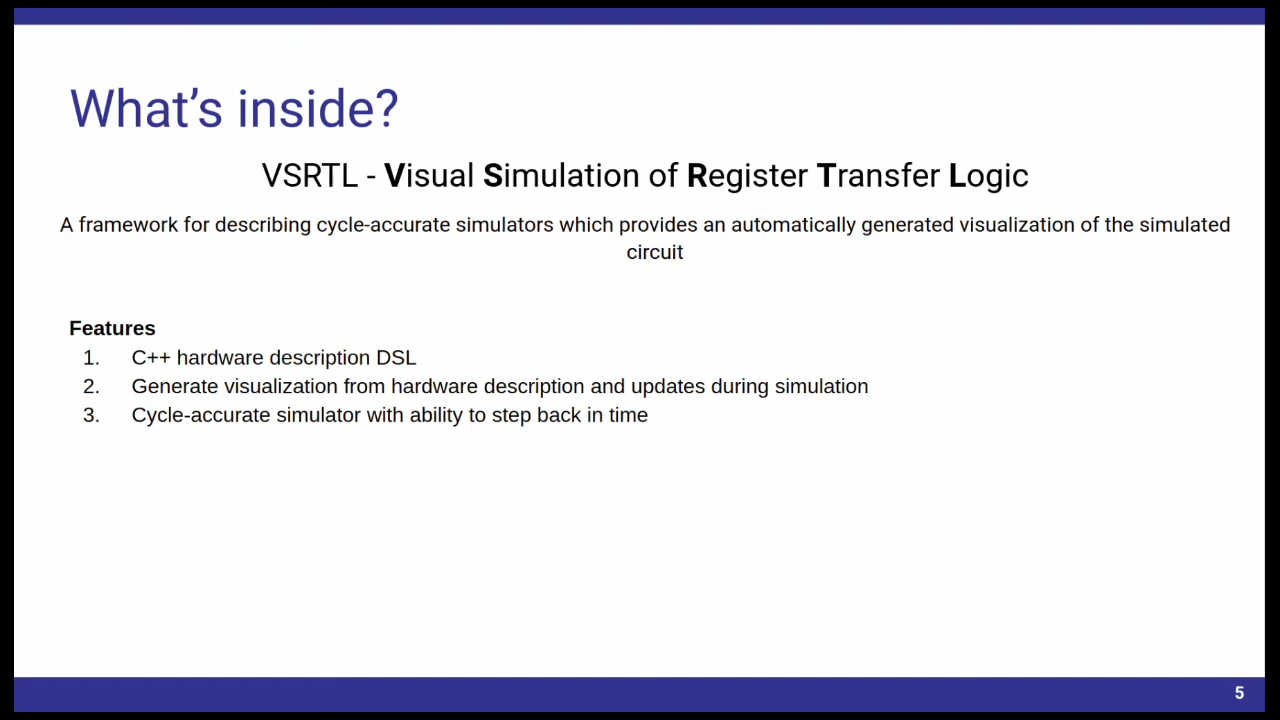 What’s inside?
VSRTL - Visual Simulation of Register Transfer Logic
A framework for describing cycle-accurate simulators which provides an automatically generated visualization of the simulated
circuit
Features
1. C++ hardware description DSL
2. Generate visualization from hardware description and updates during simulation
3. Cycle-accurate simulator with ability to step back in time
5